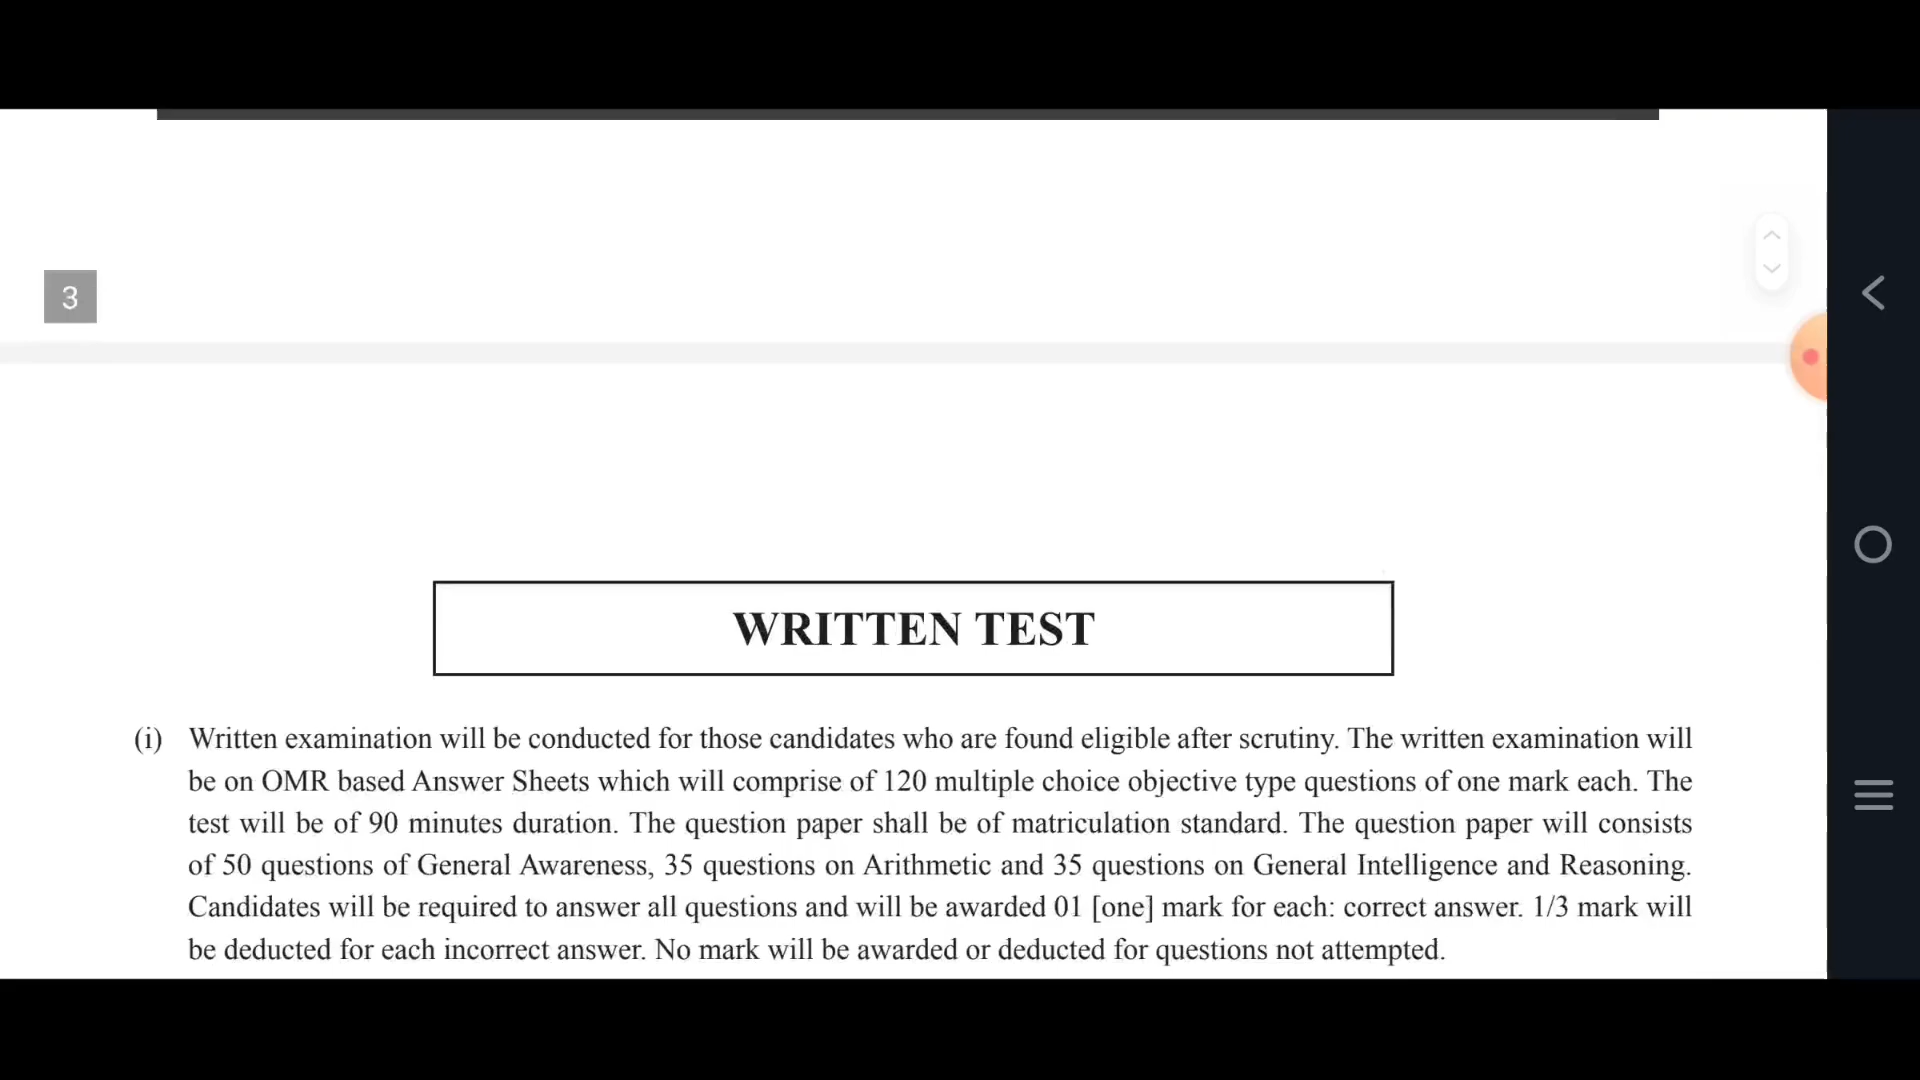 3
WRITTEN TEST
(i) Written examination will be conducted for those candidates who are found eligible after scrutiny. The written examination will
be on OMR based Answer Sheets which will comprise of 120 multiple choice objective type questions of one mark each. The
test will be of 90 minutes duration. The question paper shall be of matriculation standard. The question paper will consists
of 50 questions of General Awareness, 35 questions on Arithmetic and 35 questions on General Intelligence and Reasoning.
Candidates will be required to answer all questions and will be awarded 01 [one] mark for each: correct answer. 1/3 mark will
be deducted for each incorrect answer. No mark will be awarded or deducted for questions not attempted.